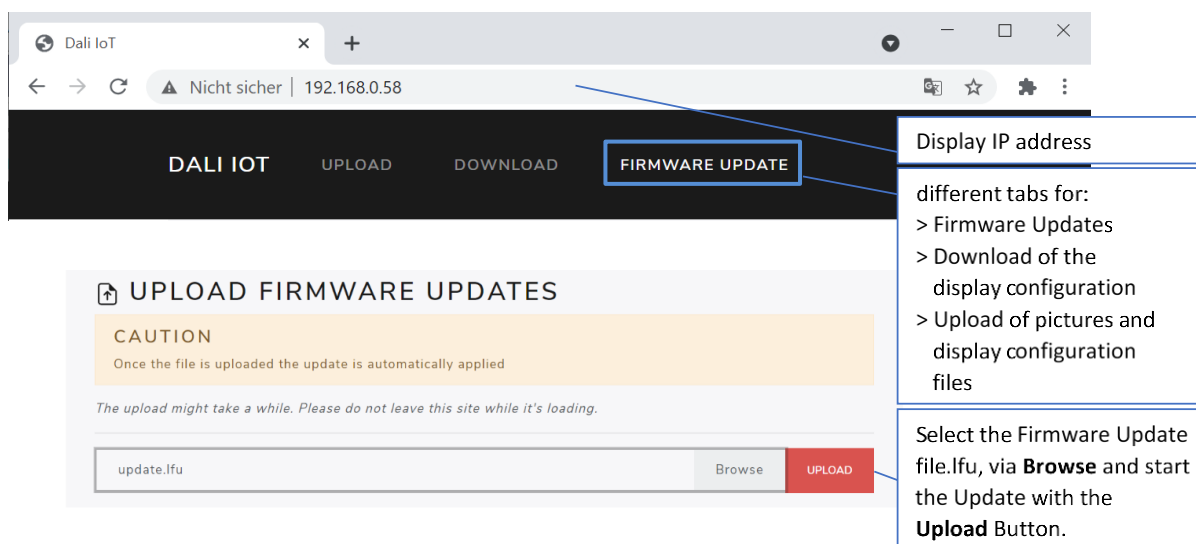 Dali IoT
Nicht sicher | 192.168.0.58
DALI IOT UPLOAD DOWNLOAD FIRMWARE UPDATE
Display IP address
different tabs for:
> Firmware Updates
> Download of the
display configuration
> Upload of pictures and
display configuration
files
UPLOAD FIRMWARE UPDATES
CAUTION
Once the file is uploaded the update is automatically applied
The upload might take a while. Please do not leave this site while it's loading.
update.lfu Browse UPLOAD
Select the Firmware Update
file.lfu, via Browse and start
the Update with the
Upload Button.